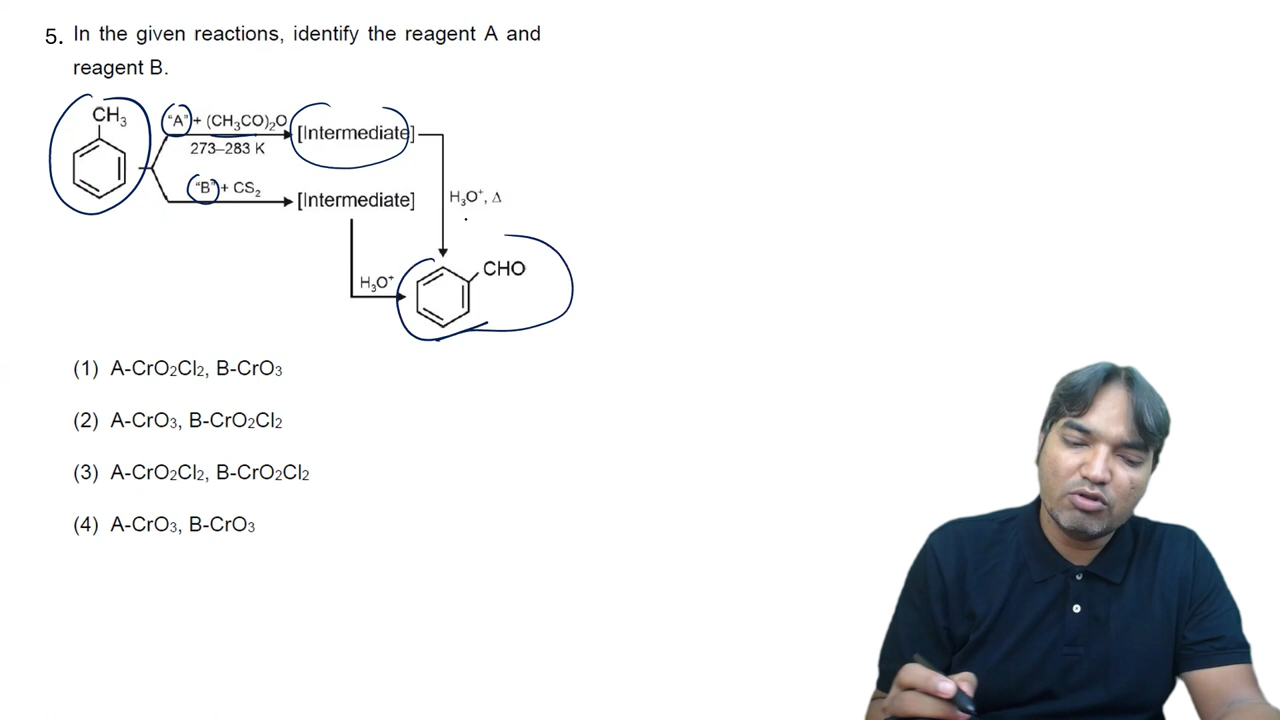 5. In the given reactions, identify the reagent A and
reagent B.
CH₃
"A" + (CH₃CO)₂O
273–283 K
[Intermediate]
"B" + CS₂
[Intermediate]
H₃O⁺, Δ
H₃O⁺
CHO
(1) A-CrO₂Cl₂, B-CrO₃
(2) A-CrO₃, B-CrO₂Cl₂
(3) A-CrO₂Cl₂, B-CrO₂Cl₂
(4) A-CrO₃, B-CrO₃